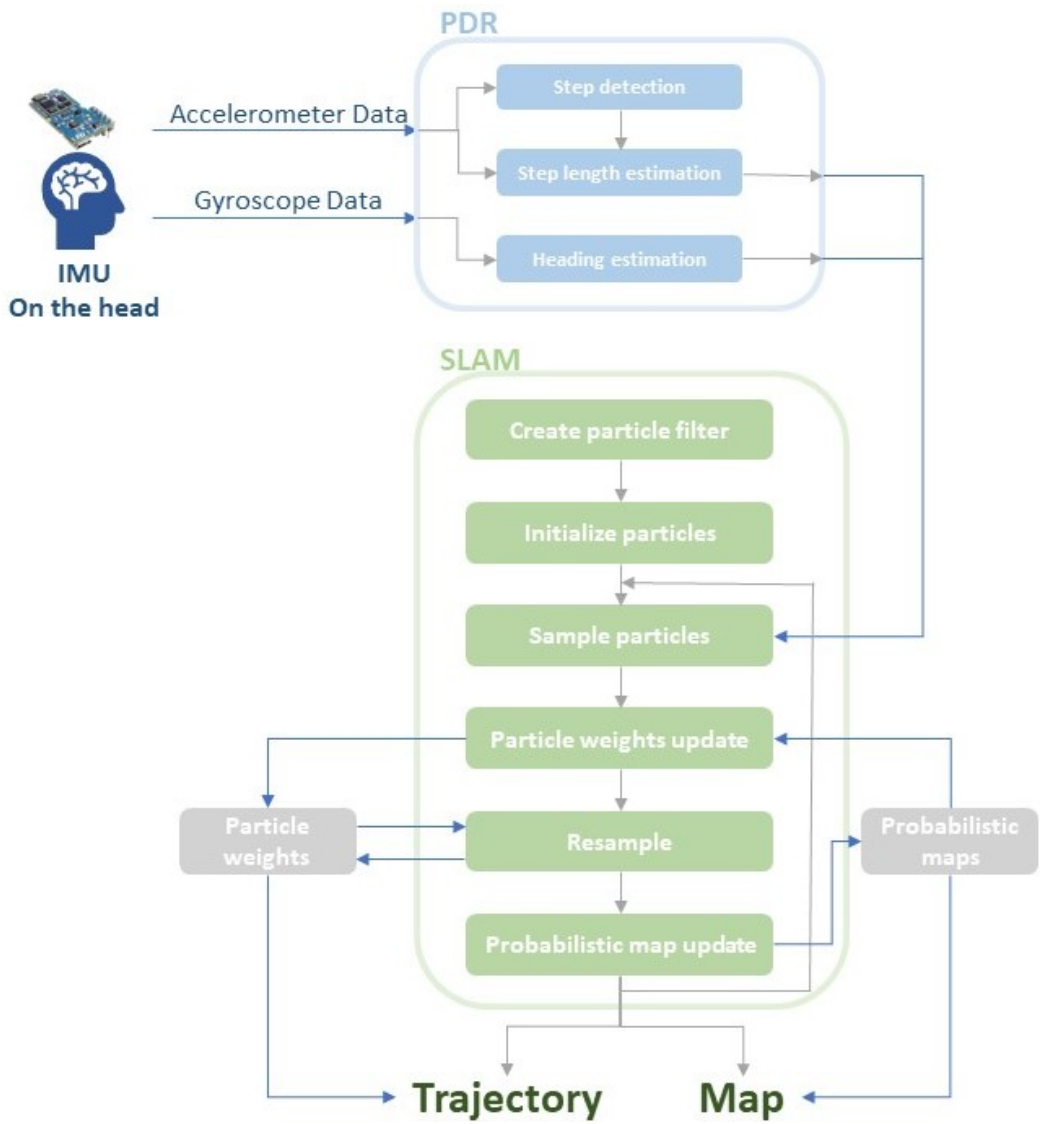 PDR
Step detection
Accelerometer Data
Step length estimation
Gyroscope Data
Heading estimation
IMU
On the head
SLAM
Create particle filter
Initialize particles
Sample particles
Particle weights update
Particle
weights
Resample
Probabilistic
maps
Probabilistic map update
Trajectory
Map